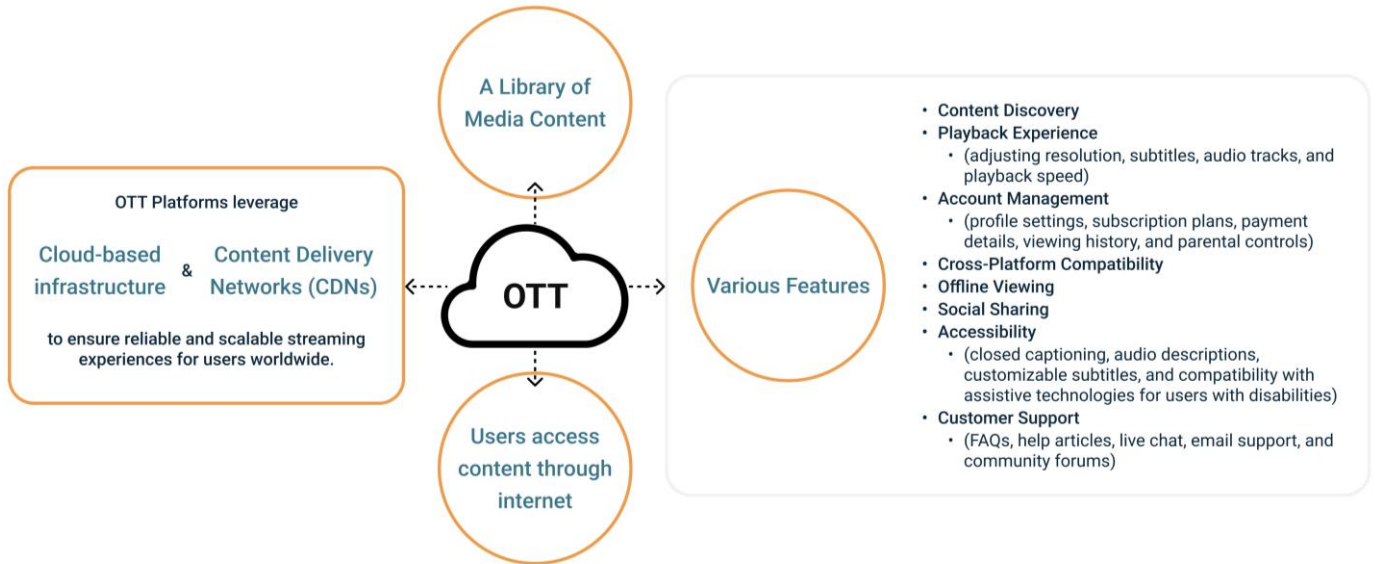 A Library of
Media Content
OTT Platforms leverage
Cloud-based
infrastructure
&
Content Delivery
Networks (CDNs)
to ensure reliable and scalable streaming
experiences for users worldwide.
OTT
Users access
content through
internet
Various Features
• Content Discovery
• Playback Experience
• (adjusting resolution, subtitles, audio tracks, and
playback speed)
• Account Management
• (profile settings, subscription plans, payment
details, viewing history, and parental controls)
• Cross-Platform Compatibility
• Offline Viewing
• Social Sharing
• Accessibility
• (closed captioning, audio descriptions,
customizable subtitles, and compatibility with
assistive technologies for users with disabilities)
• Customer Support
• (FAQs, help articles, live chat, email support, and
community forums)